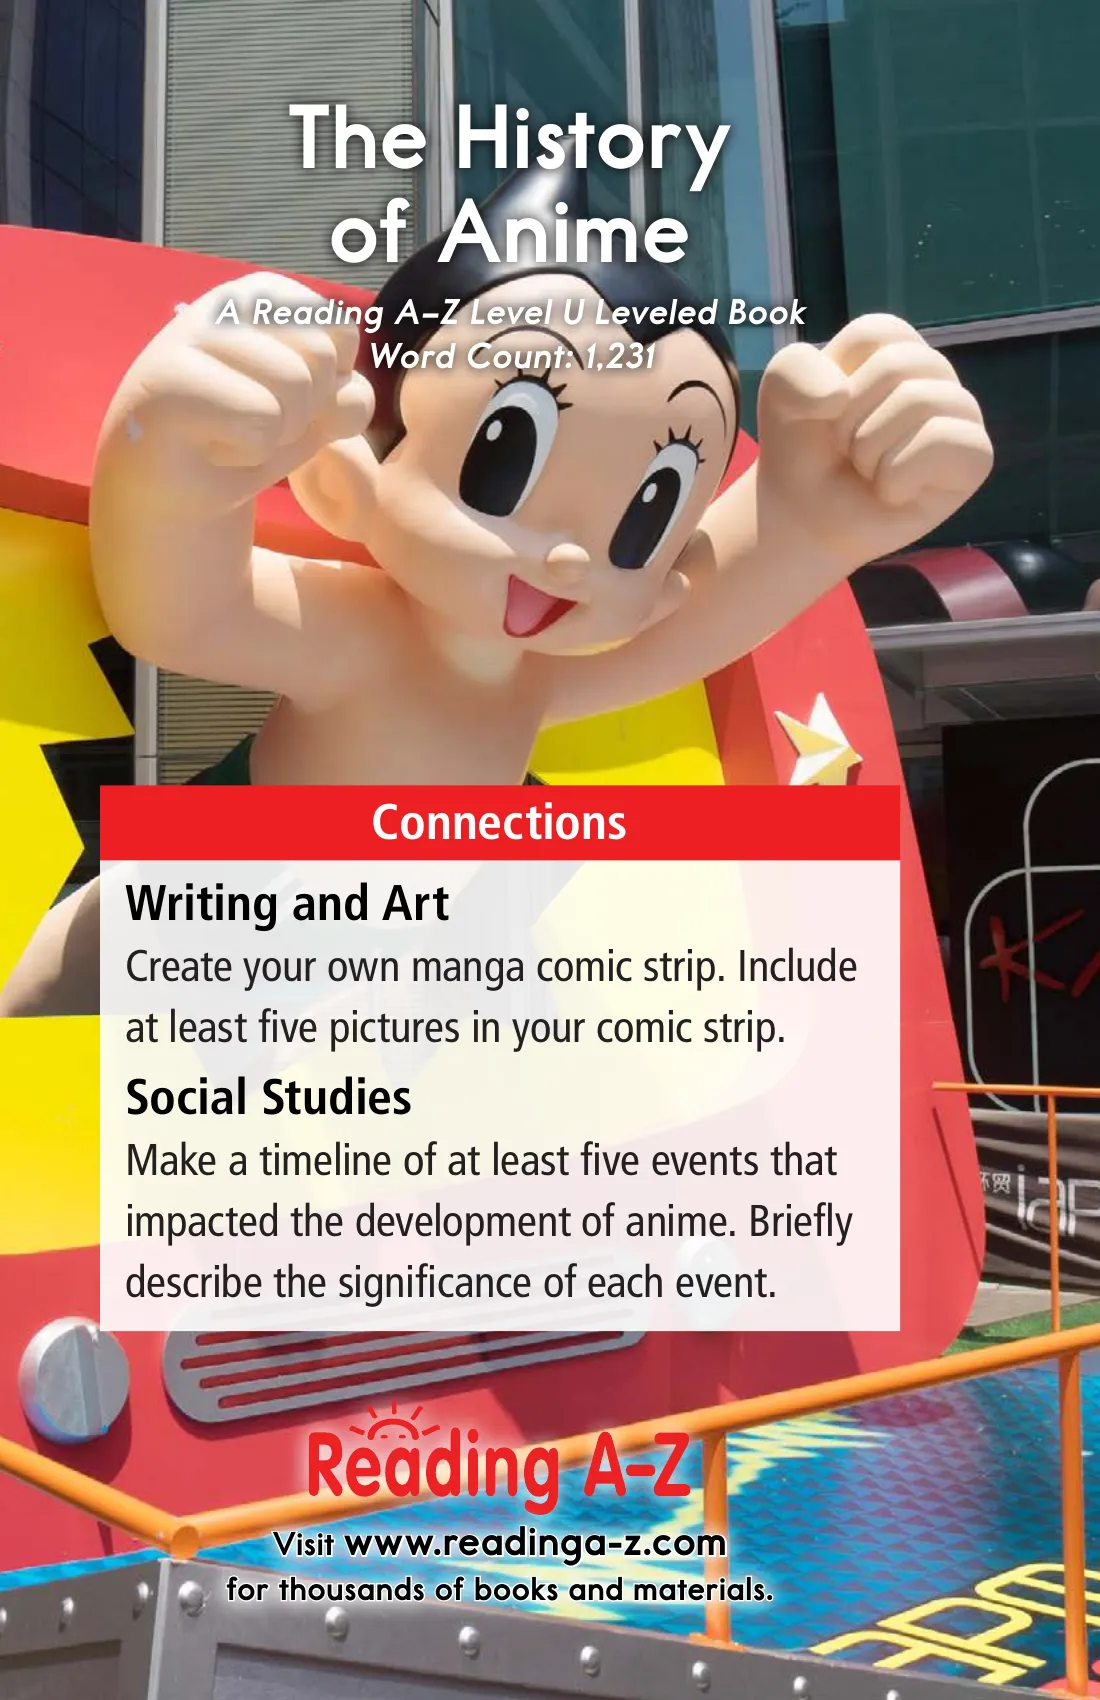 The History
of Anime
A Reading A–Z Level U Leveled Book
Word Count: 1,231
Connections
Writing and Art
Create your own manga comic strip. Include
at least five pictures in your comic strip.
Social Studies
Make a timeline of at least five events that
impacted the development of anime. Briefly
describe the significance of each event.
Reading A-Z
Visit www.readinga-z.com
for thousands of books and materials.